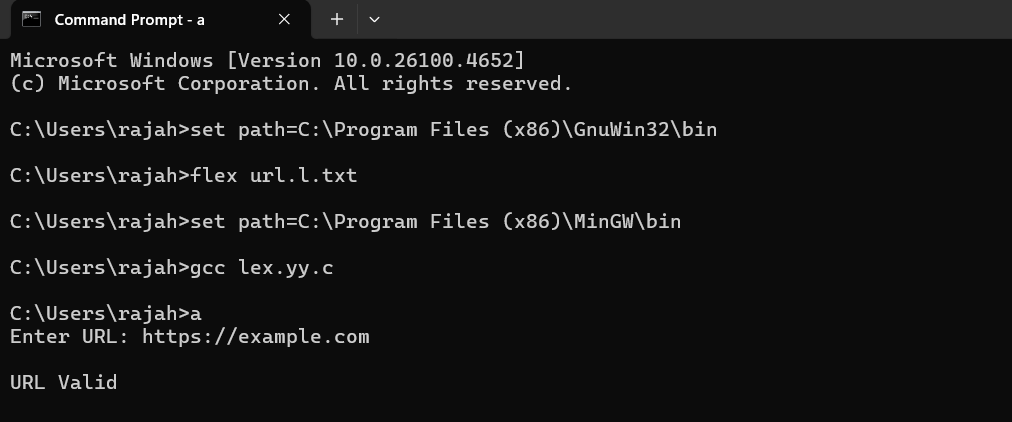 Command Prompt - a
Microsoft Windows [Version 10.0.26100.4652]
(c) Microsoft Corporation. All rights reserved.
C:\Users\rajah>set path=C:\Program Files (x86)\GnuWin32\bin
C:\Users\rajah>flex url.l.txt
C:\Users\rajah>set path=C:\Program Files (x86)\MinGW\bin
C:\Users\rajah>gcc lex.yy.c
C:\Users\rajah>a
Enter URL: https://example.com
URL Valid